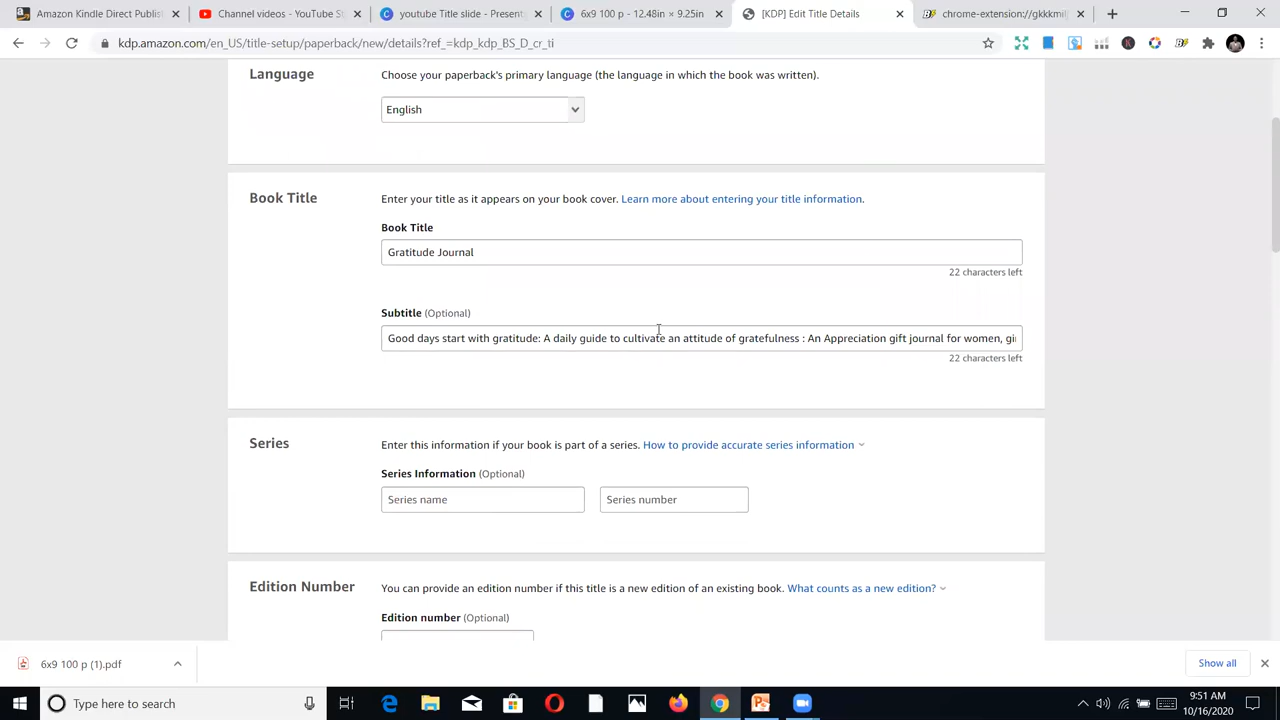 Amazon Kindle Direct Publis
Channel videos - YouTube S
youtube Title slide - Present
6x9 100 p - 12.48in × 9.25in
[KDP] Edit Title Details
chrome-extension://gkkkmil
kdp.amazon.com/en_US/title-setup/paperback/new/details?ref_=kdp_kdp_BS_D_cr_ti
Language
Choose your paperback's primary language (the language in which the book was written).
English
Book Title
Enter your title as it appears on your book cover. Learn more about entering your title information.
Book Title
Gratitude Journal
22 characters left
Subtitle (Optional)
Good days start with gratitude: A daily guide to cultivate an attitude of gratefulness : An Appreciation gift journal for women, gi
22 characters left
Series
Enter this information if your book is part of a series. How to provide accurate series information
Series Information (Optional)
Series name
Series number
Edition Number
You can provide an edition number if this title is a new edition of an existing book. What counts as a new edition?
Edition number (Optional)
6x9 100 p (1).pdf
Show all
Type here to search
9:51 AM
10/16/2020